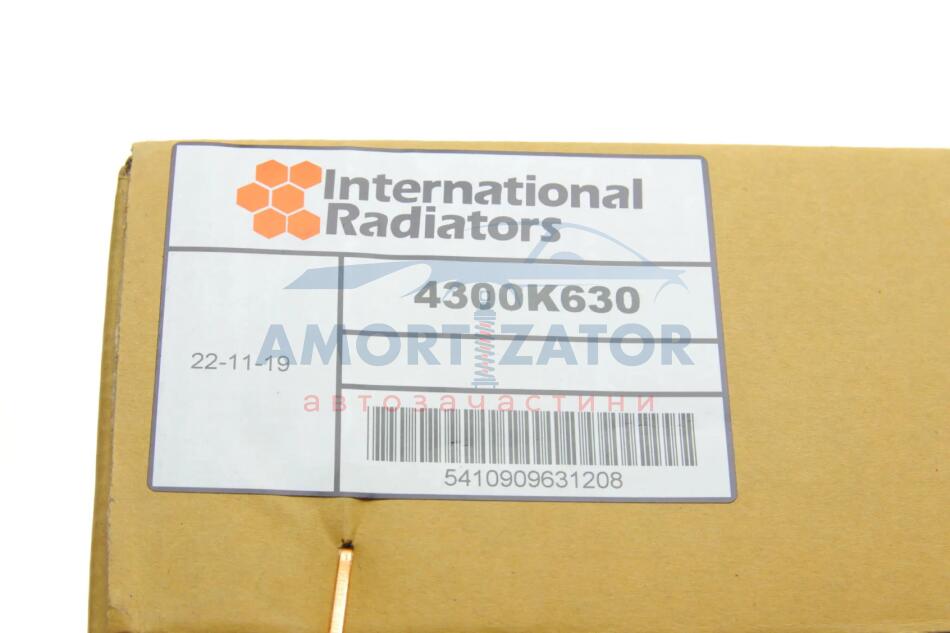 International
Radiators
4300K630
22-11-19
AMORTIZATOR
автозачастини
5410909631208